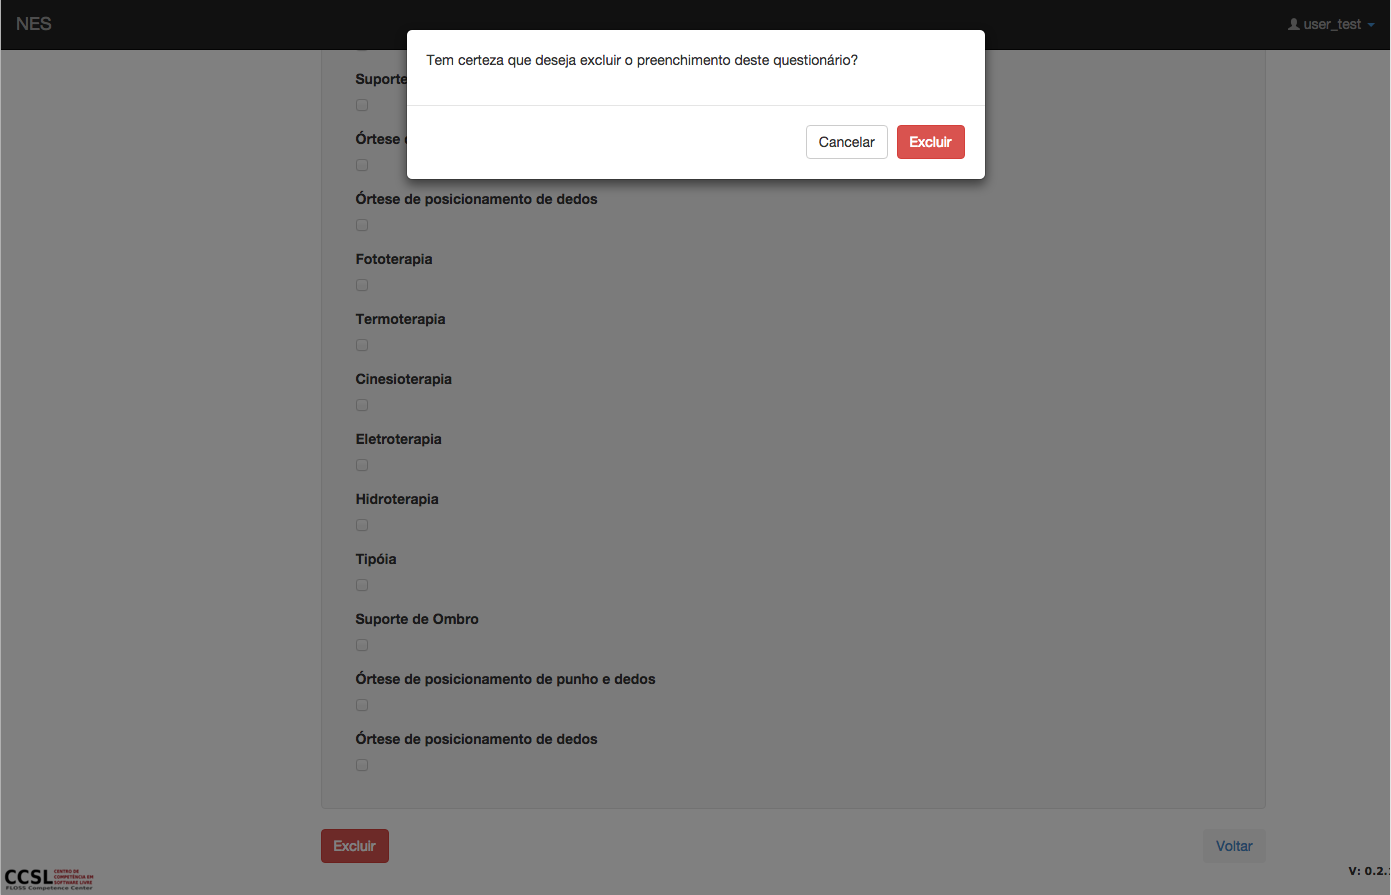 NES
user_test
Tem certeza que deseja excluir o preenchimento deste questionário?
Cancelar
Excluir
Suporte
Órtese
Órtese de posicionamento de dedos
Fototerapia
Termoterapia
Cinesioterapia
Eletroterapia
Hidroterapia
Tipóia
Suporte de Ombro
Órtese de posicionamento de punho e dedos
Órtese de posicionamento de dedos
Excluir
Voltar
CCSL
CENTRO DE
COMPETÊNCIA EM
SOFTWARE LIVRE
FLOSS Competence Center
V: 0.2.